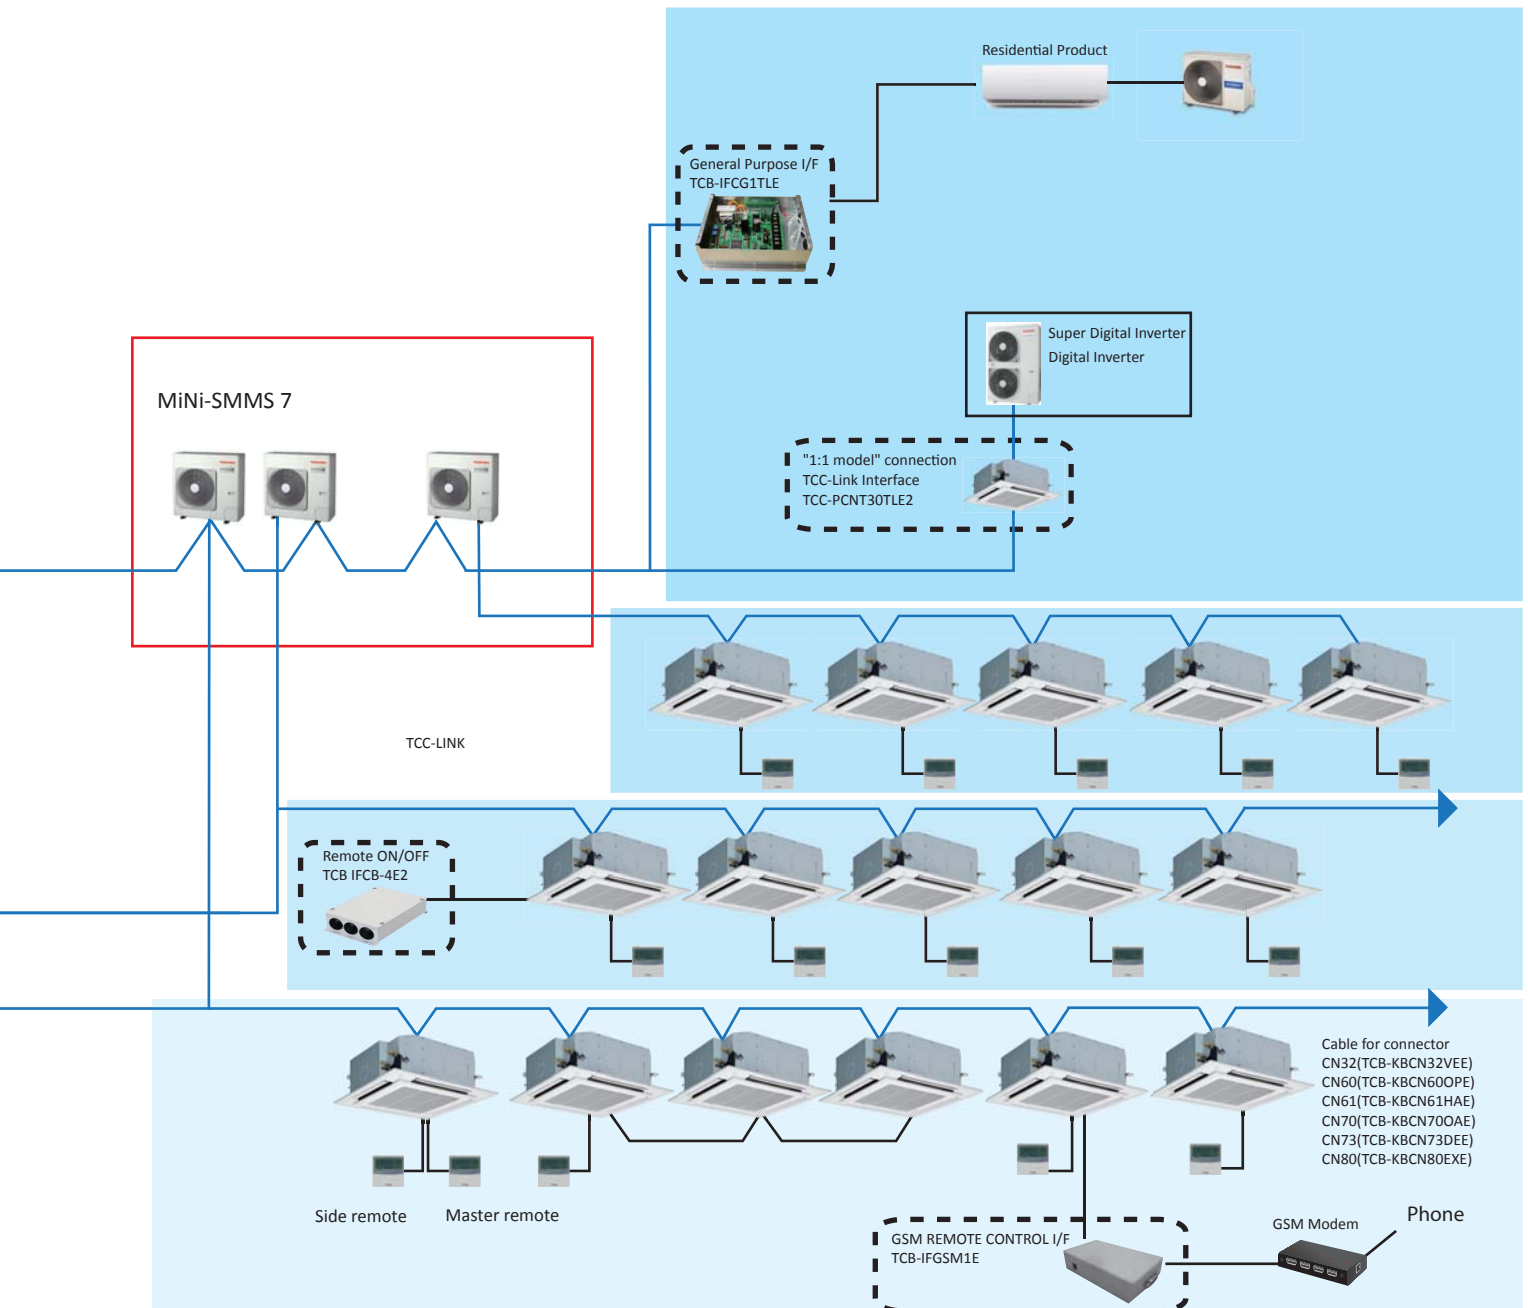 Residential Product
General Purpose I/F
TCB-IFCG1TLE
Super Digital Inverter
Digital Inverter
MiNi-SMMS 7
"1:1 model" connection
TCC-Link Interface
TCC-PCNT30TLE2
TCC-LINK
Remote ON/OFF
TCB IFCB-4E2
Cable for connector
CN32(TCB-KBCN32VEE)
CN60(TCB-KBCN60OPE)
CN61(TCB-KBCN61HAE)
CN70(TCB-KBCN70OAE)
CN73(TCB-KBCN73DEE)
CN80(TCB-KBCN80EXE)
Side remote
Master remote
GSM REMOTE CONTROL I/F
TCB-IFGSM1E
GSM Modem
Phone